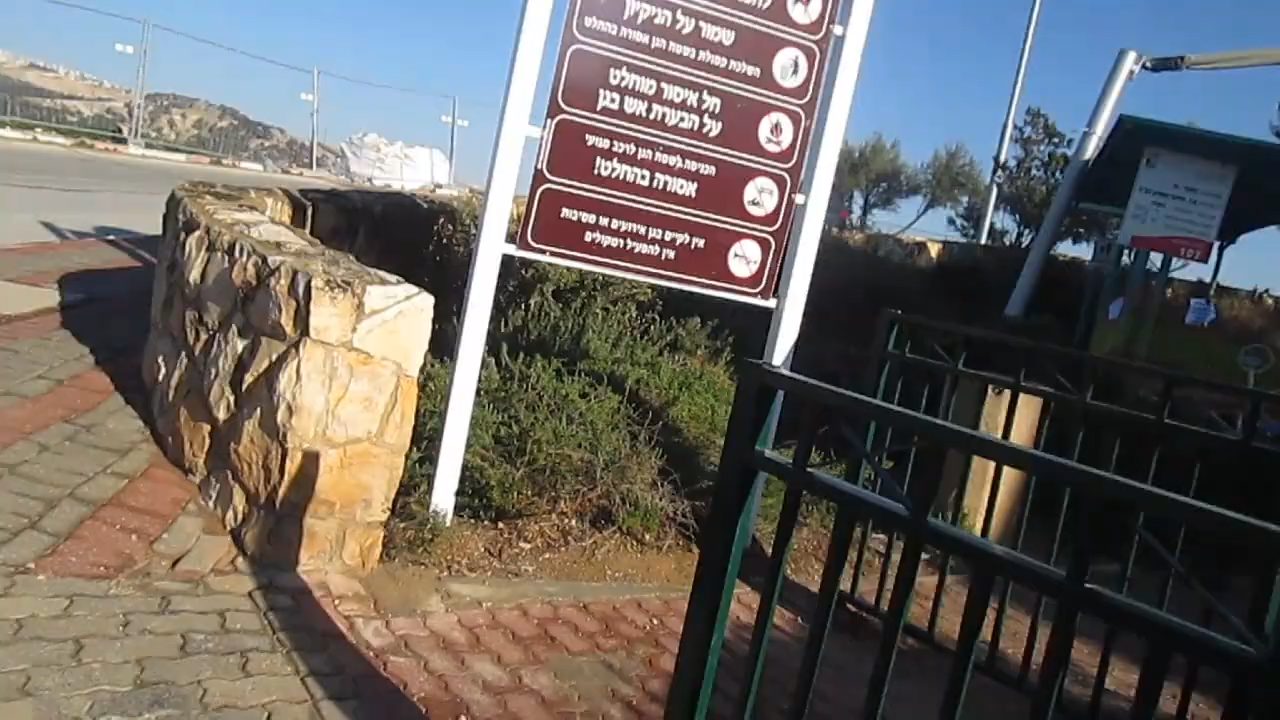 שמור על הניקיון
השלכת פסולת בשטח הגן אסורה בהחלט
חל איסור מוחלט
על הבערת אש בגן
הכניסה לשטח הגן לרכב מנועי
אסורה בהחלט!
אין לקיים בגן אירועים או מסיבות
אין להפעיל רמקולים
101